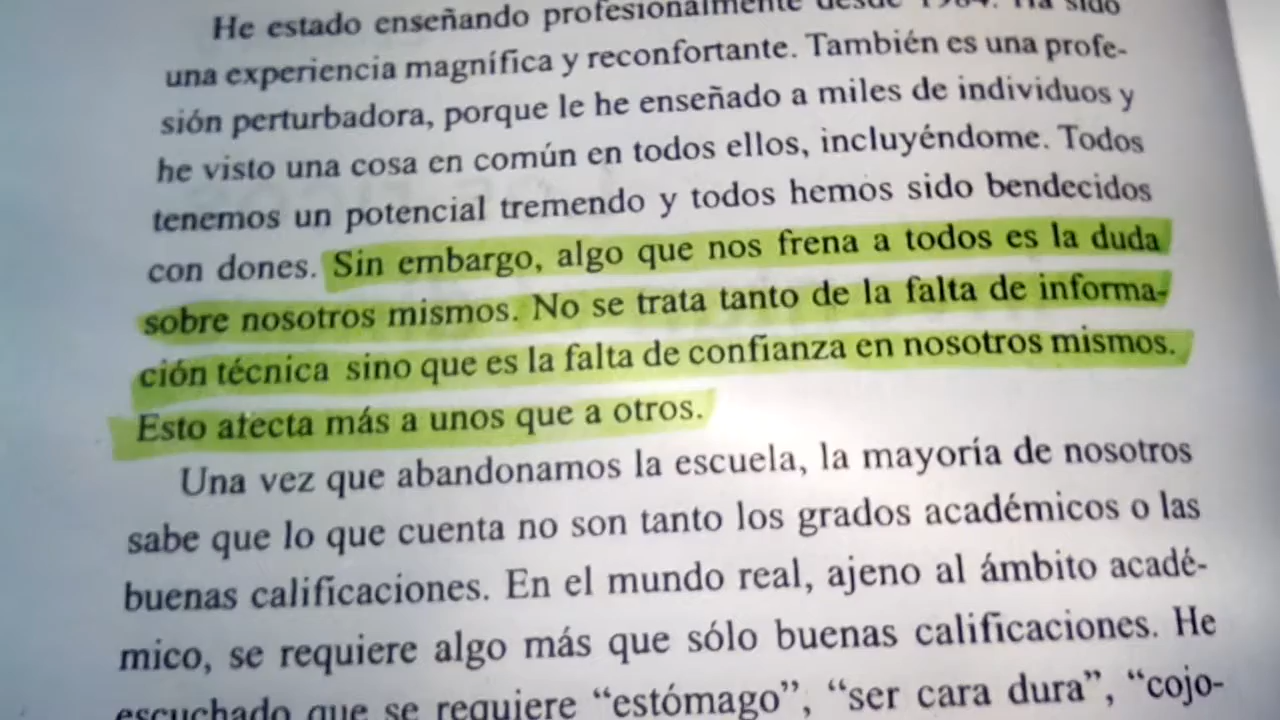 He estado enseñando profesionalmente desde 1984. Ha sido
una experiencia magnífica y reconfortante. También es una profe-
sión perturbadora, porque le he enseñado a miles de individuos y
he visto una cosa en común en todos ellos, incluyéndome. Todos
tenemos un potencial tremendo y todos hemos sido bendecidos
con dones. Sin embargo, algo que nos frena a todos es la duda
sobre nosotros mismos. No se trata tanto de la falta de informa-
ción técnica sino que es la falta de confianza en nosotros mismos.
Esto afecta más a unos que a otros.
Una vez que abandonamos la escuela, la mayoría de nosotros
sabe que lo que cuenta no son tanto los grados académicos o las
buenas calificaciones. En el mundo real, ajeno al ámbito acadé-
mico, se requiere algo más que sólo buenas calificaciones. He
escuchado que se requiere “estómago”, “ser cara dura”, “cojo-